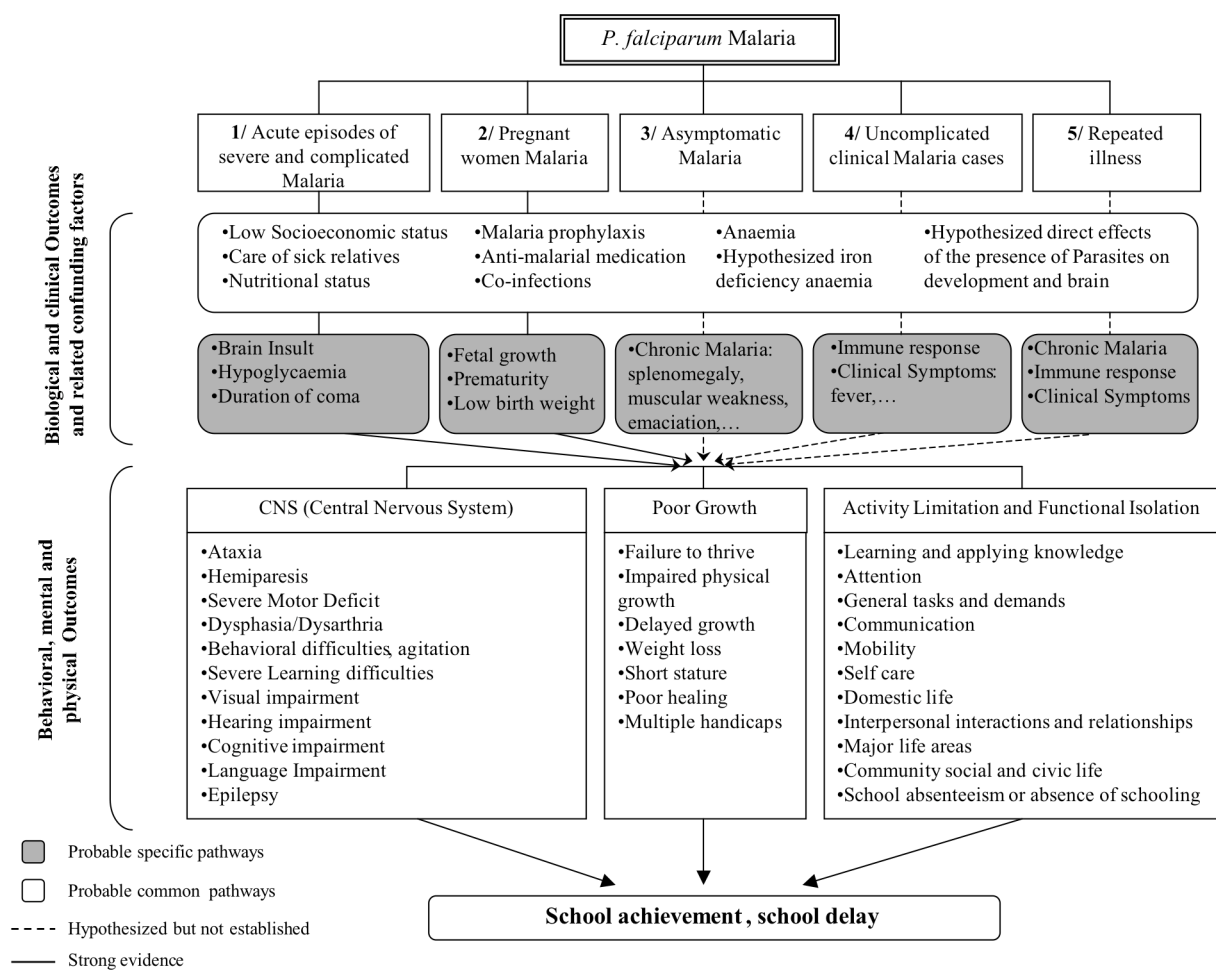 P. falciparum Malaria
1/ Acute episodes of
severe and complicated
Malaria
2/ Pregnant
women Malaria
3/ Asymptomatic
Malaria
4/ Uncomplicated
clinical Malaria cases
5/ Repeated
illness
Biological and clinical Outcomes
and related confunding factors
•Low Socioeconomic status
•Care of sick relatives
•Nutritional status
•Malaria prophylaxis
•Anti-malarial medication
•Co-infections
•Anaemia
•Hypothesized iron
deficiency anaemia
•Hypothesized direct effects
of the presence of Parasites on
development and brain
•Brain Insult
•Hypoglycaemia
•Duration of coma
•Fetal growth
•Prematurity
•Low birth weight
•Chronic Malaria:
splenomegaly,
muscular weakness,
emaciation,…
•Immune response
•Clinical Symptoms:
fever,…
•Chronic Malaria
•Immune response
•Clinical Symptoms
Behavioral, mental and
physical Outcomes
CNS (Central Nervous System)
•Ataxia
•Hemiparesis
•Severe Motor Deficit
•Dysphasia/Dysarthria
•Behavioral difficulties, agitation
•Severe Learning difficulties
•Visual impairment
•Hearing impairment
•Cognitive impairment
•Language Impairment
•Epilepsy
Poor Growth
•Failure to thrive
•Impaired physical
growth
•Delayed growth
•Weight loss
•Short stature
•Poor healing
•Multiple handicaps
Activity Limitation and Functional Isolation
•Learning and applying knowledge
•Attention
•General tasks and demands
•Communication
•Mobility
•Self care
•Domestic life
•Interpersonal interactions and relationships
•Major life areas
•Community social and civic life
•School absenteeism or absence of schooling
Probable specific pathways
Probable common pathways
Hypothesized but not established
Strong evidence
School achievement , school delay